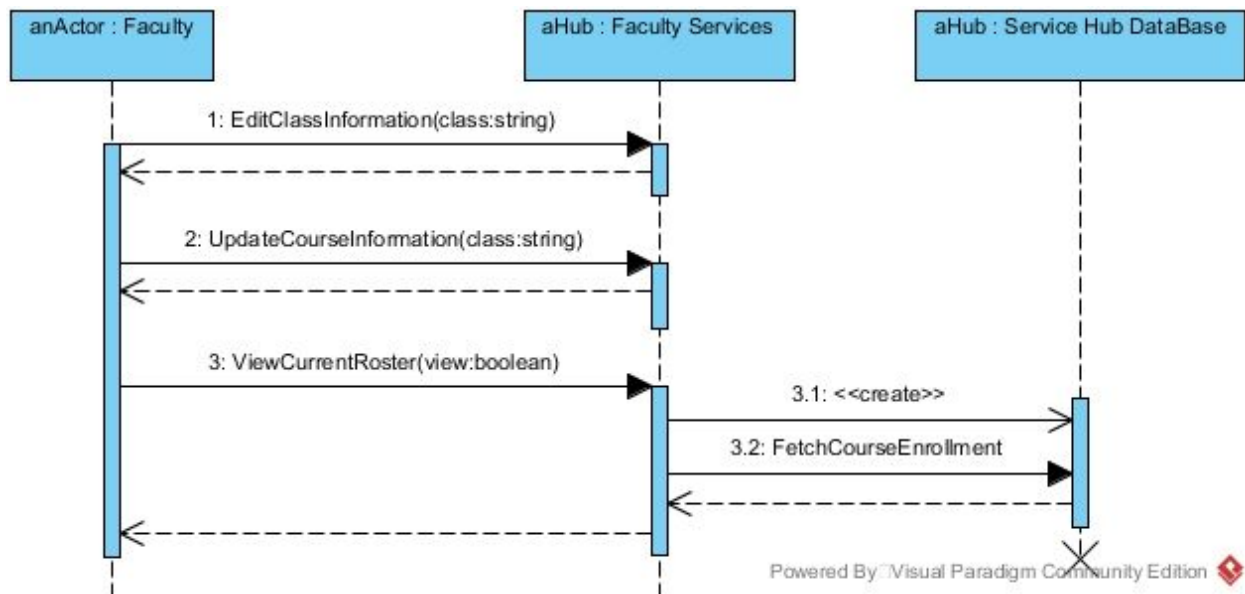 anActor : Faculty
aHub : Faculty Services
aHub : Service Hub DataBase
1: EditClassInformation(class:string)
2: UpdateCourseInformation(class:string)
3: ViewCurrentRoster(view:boolean)
3.1: <<create>>
3.2: FetchCourseEnrollment
Powered By Visual Paradigm Community Edition